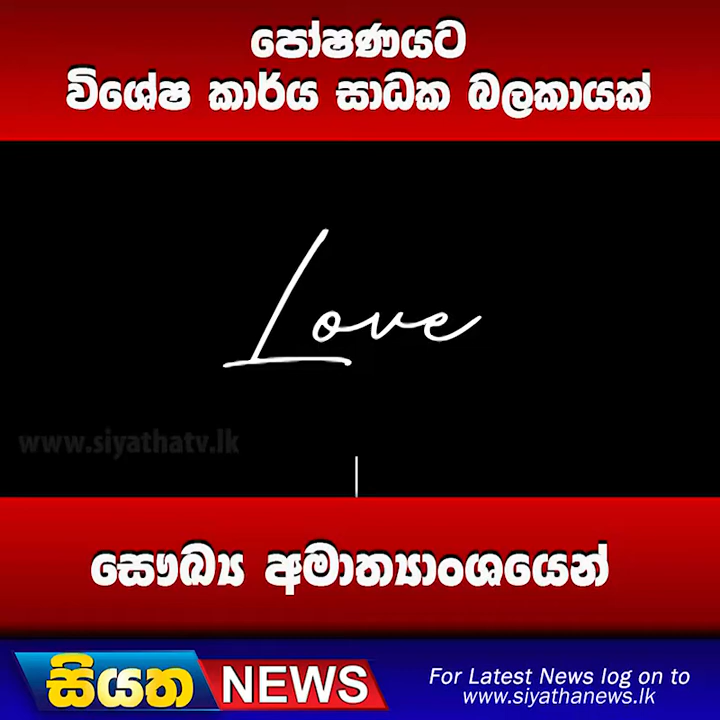 පෝෂණයට
විශේෂ කාර්ය සාධක බලකායක්
Love
www.siyathatv.lk
සෞඛ්‍ය අමාත්‍යාංශයෙන්
සියත NEWS
For Latest News log on to
www.siyathanews.lk